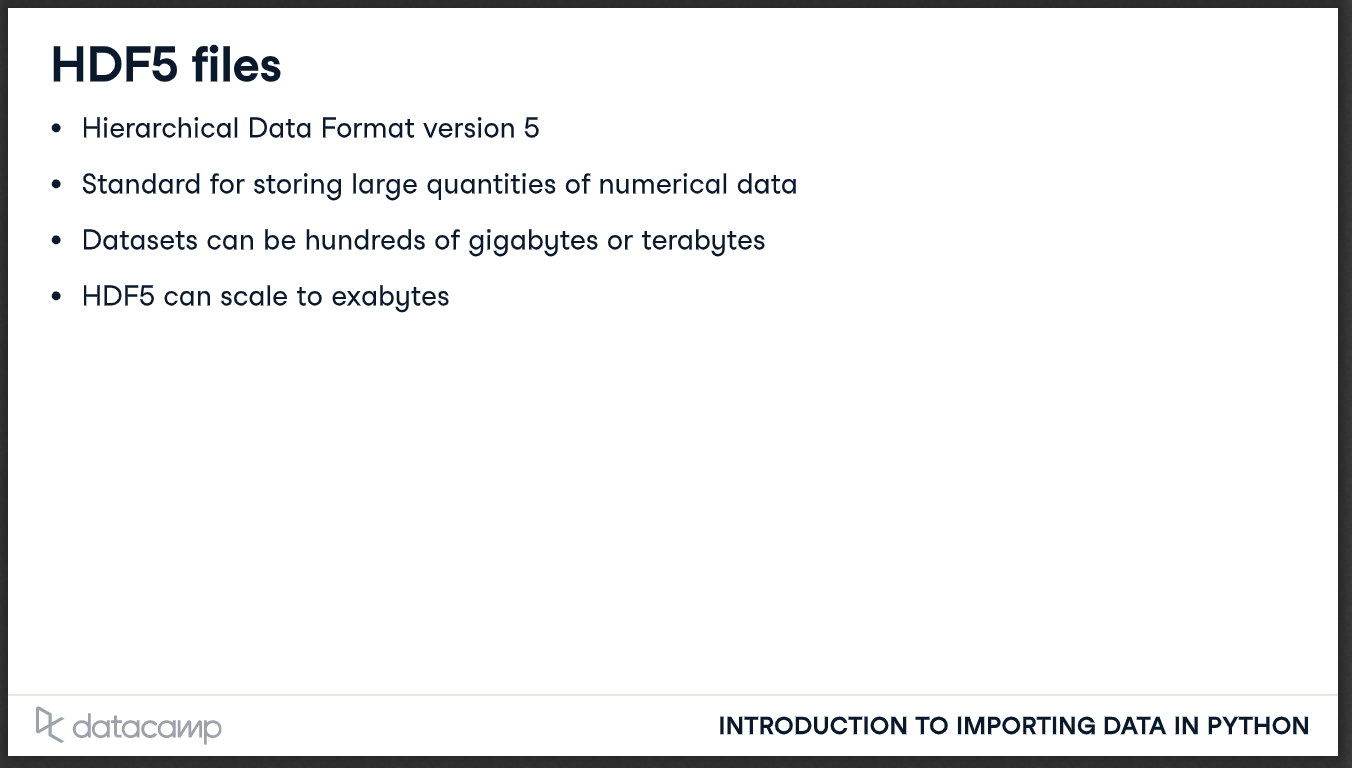 HDF5 files
• Hierarchical Data Format version 5
• Standard for storing large quantities of numerical data
• Datasets can be hundreds of gigabytes or terabytes
• HDF5 can scale to exabytes
datacamp
INTRODUCTION TO IMPORTING DATA IN PYTHON